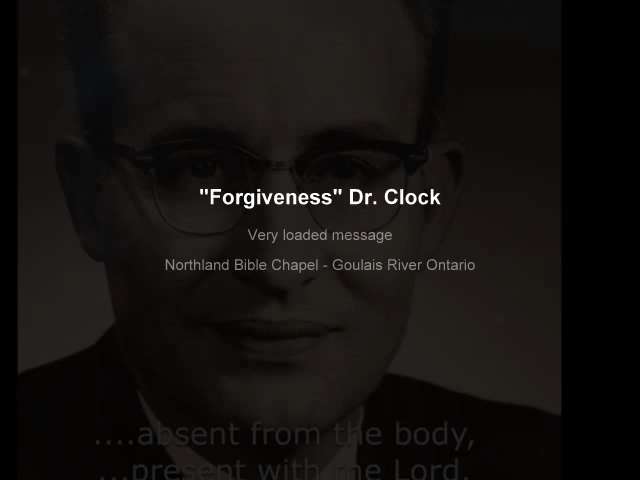 "Forgiveness" Dr. Clock
Very loaded message
Northland Bible Chapel - Goulais River Ontario
....absent from the body,
...present with me Lord.